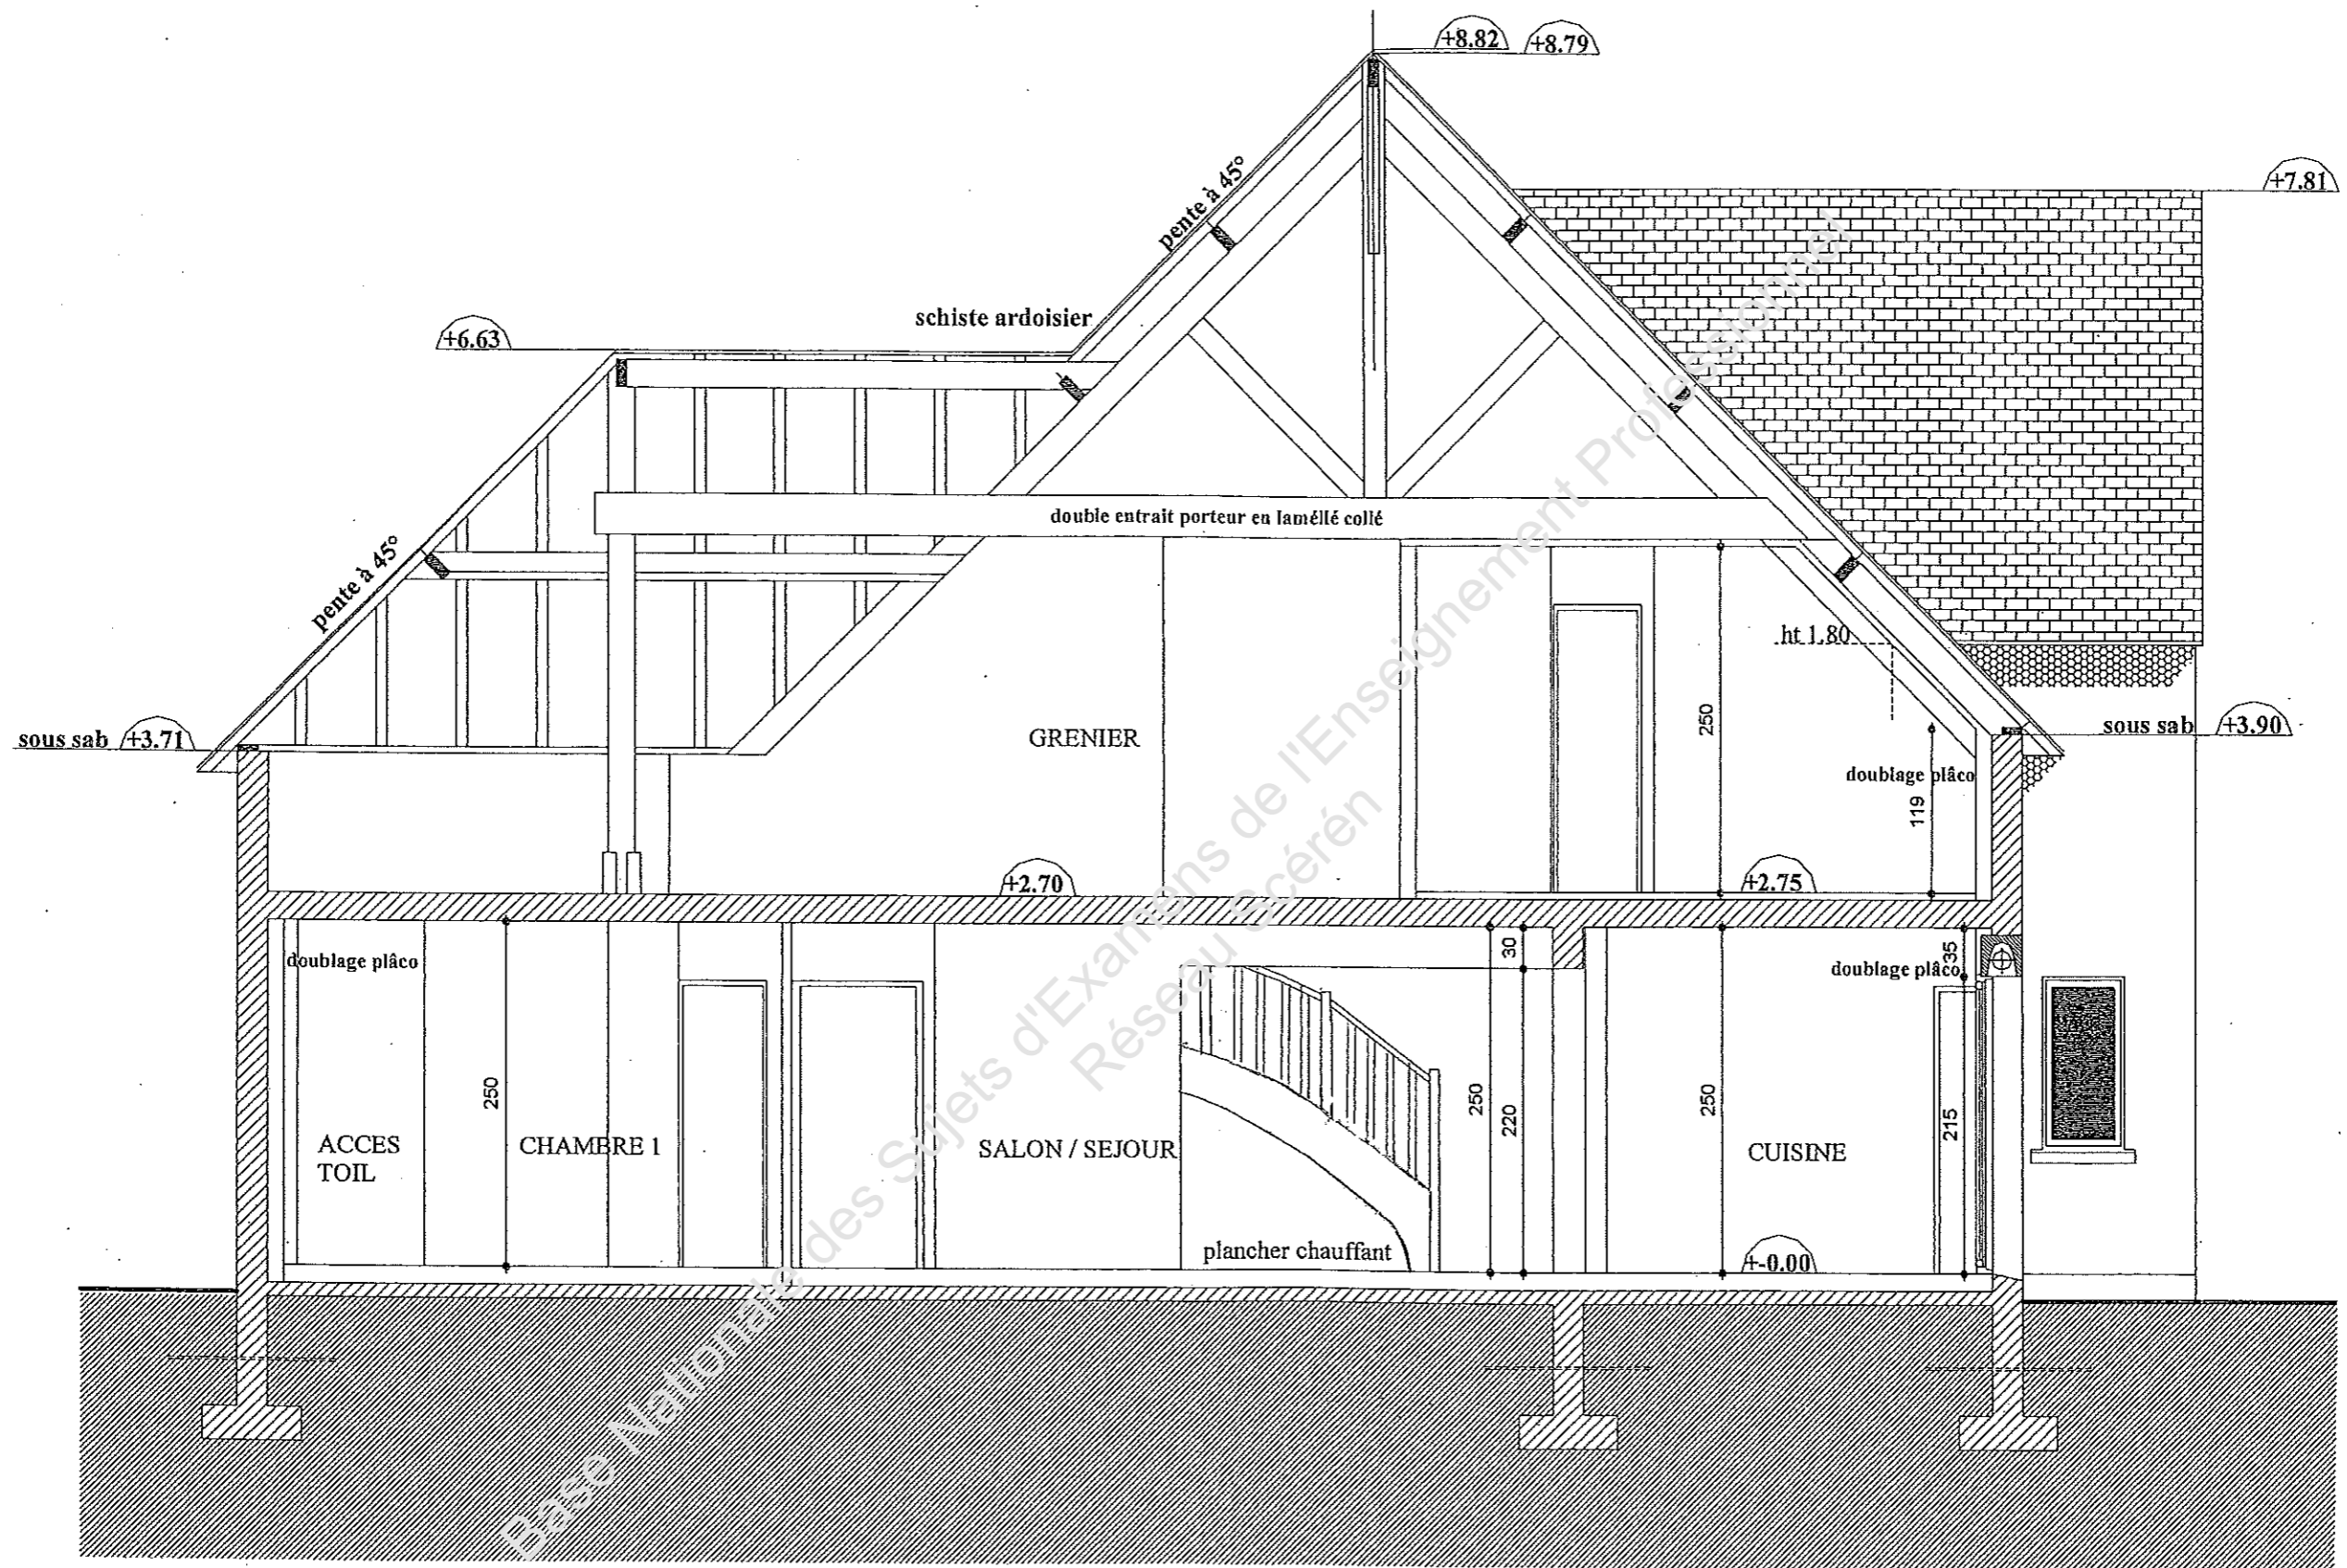 +8.82
+8.79
+7.81
pente à 45°
schiste ardoisier
+6.63
double entrait porteur en laméllé collé
pente à 45°
ht 1.80
250
GRENIER
sous sab +3.71
sous sab +3.90
doublage plâco
119
+2.70
+2.75
doublage plâco
30
35
doublage plâco
250
250
220
250
215
ACCES
TOIL
CHAMBRE 1
SALON / SEJOUR
CUISINE
plancher chauffant
+-0.00
Base Nationale des Sujets d'Examens de l'Enseignement Professionnel
Réseau Scérén